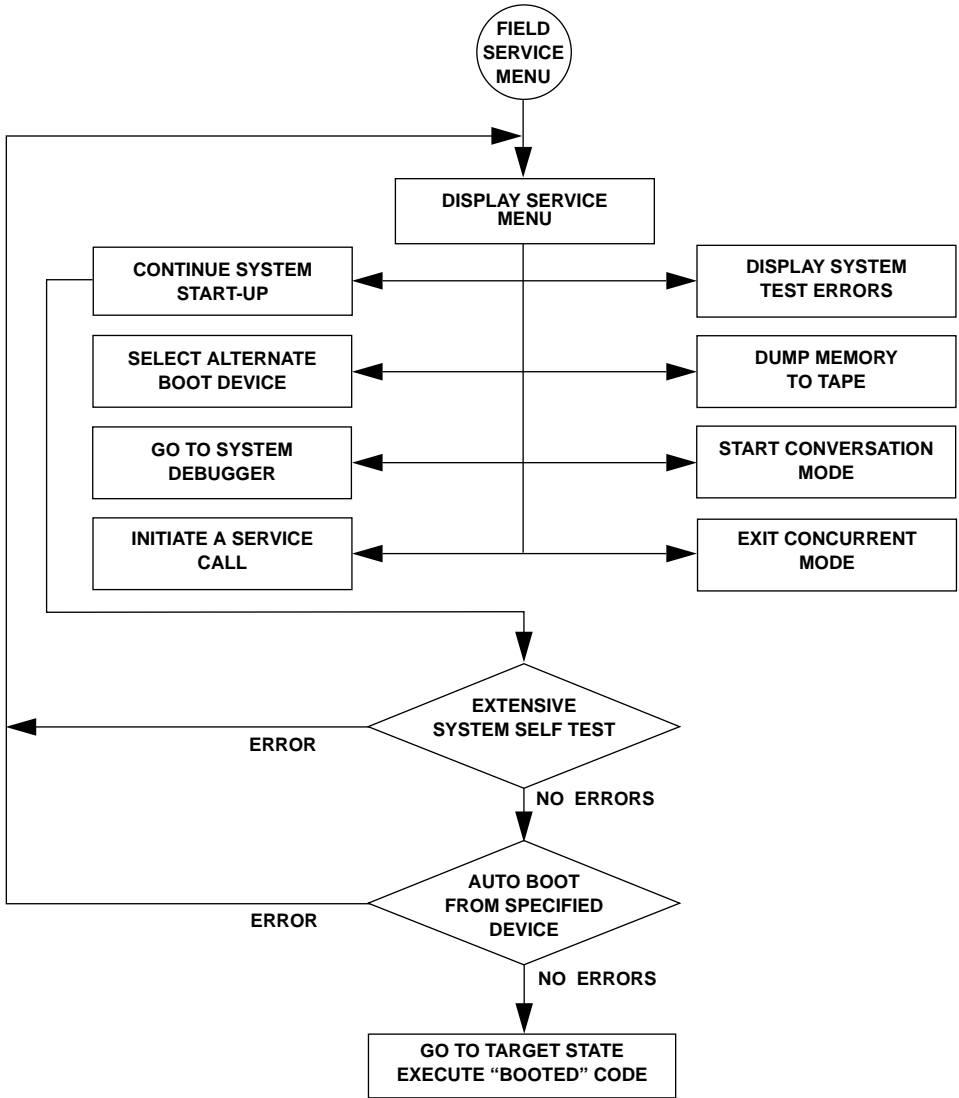 FIELD
SERVICE
MENU
DISPLAY SERVICE
MENU
CONTINUE SYSTEM
START-UP
DISPLAY SYSTEM
TEST ERRORS
SELECT ALTERNATE
BOOT DEVICE
DUMP MEMORY
TO TAPE
GO TO SYSTEM
DEBUGGER
START CONVERSATION
MODE
INITIATE A SERVICE
CALL
EXIT CONCURRENT
MODE
EXTENSIVE
SYSTEM SELF TEST
ERROR
NO ERRORS
AUTO BOOT
FROM SPECIFIED
DEVICE
ERROR
NO ERRORS
GO TO TARGET STATE
EXECUTE “BOOTED” CODE